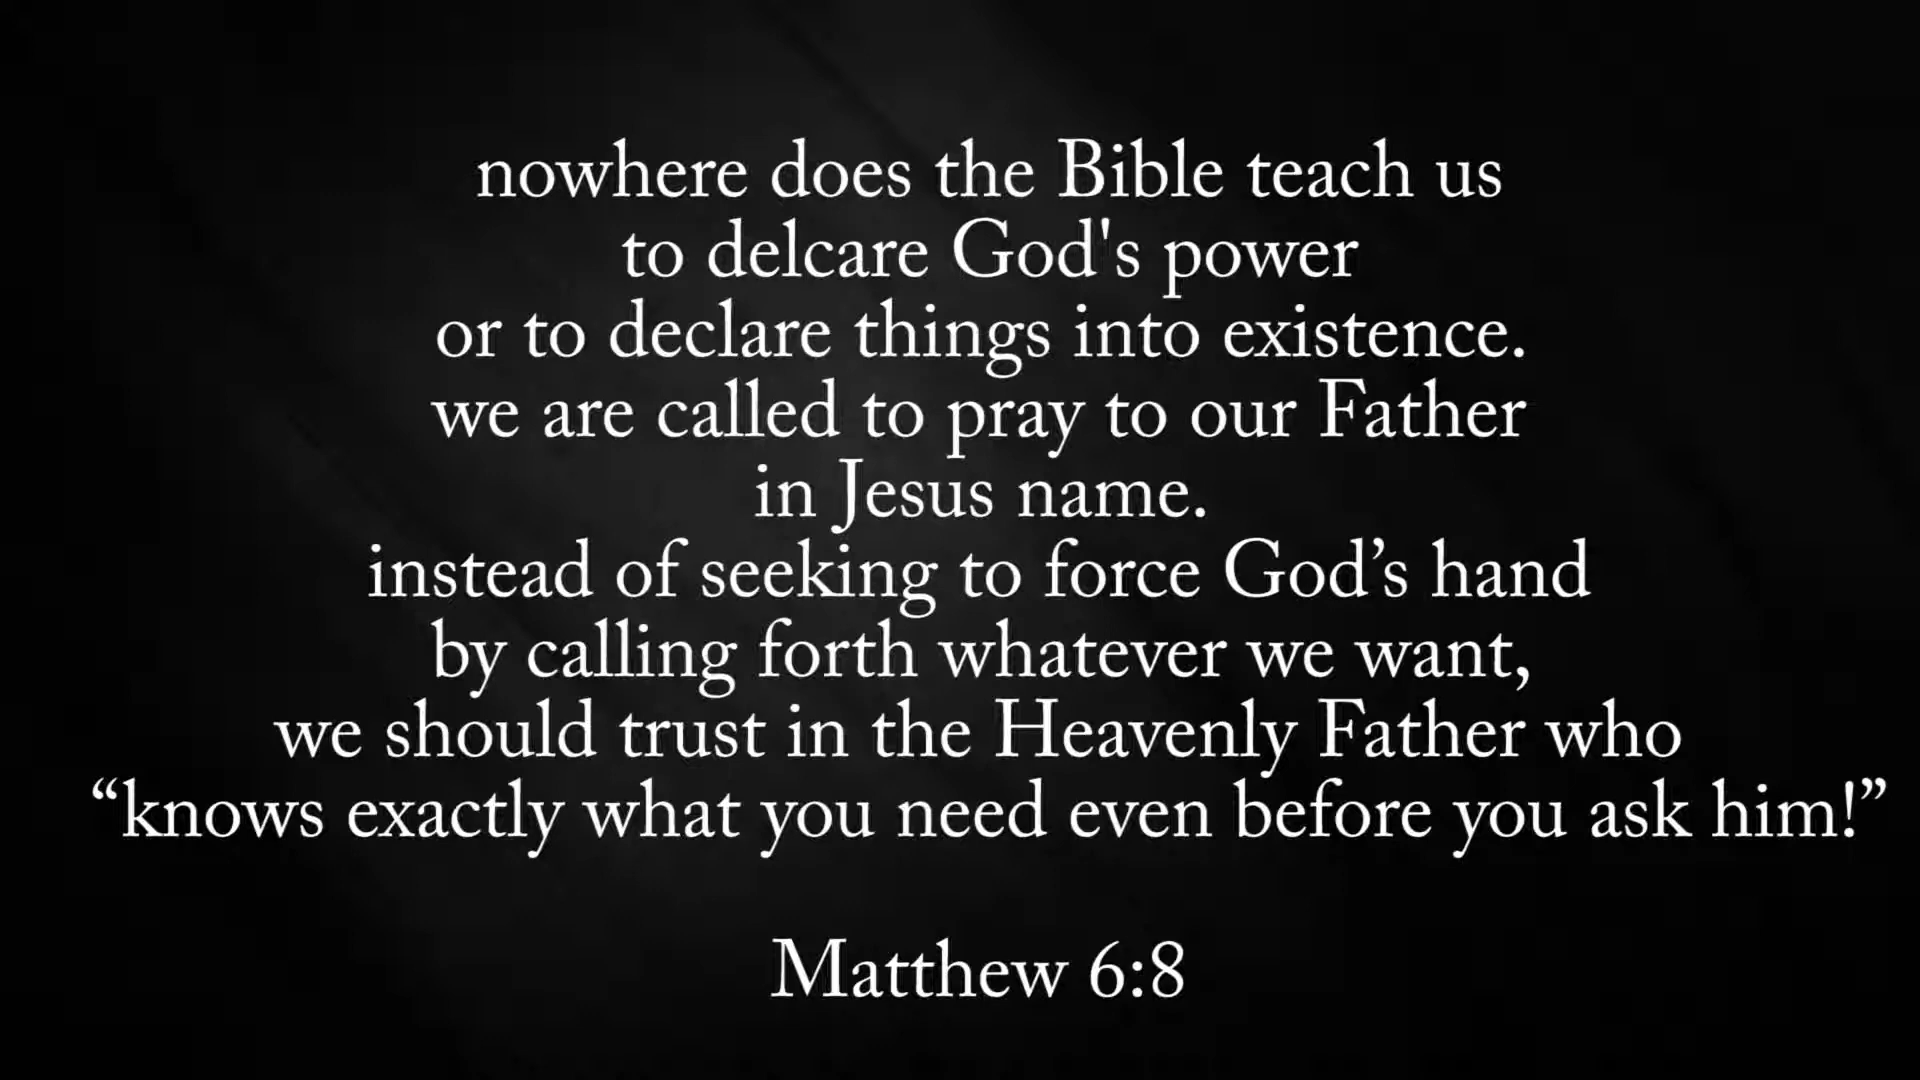 nowhere does the Bible teach us
to delcare God's power
or to declare things into existence.
we are called to pray to our Father
in Jesus name.
instead of seeking to force God’s hand
by calling forth whatever we want,
we should trust in the Heavenly Father who
“knows exactly what you need even before you ask him!”
Matthew 6:8